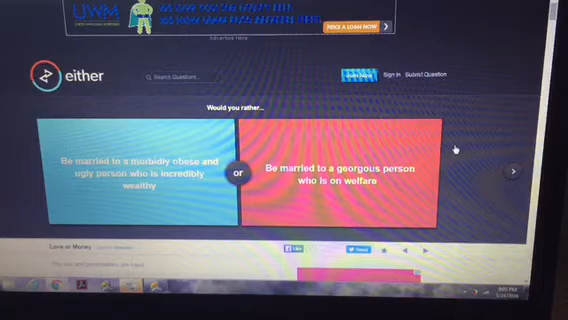 UWM
MAKE A LOAN NOW
Advertise Here
either
Search Questions...
Join Now Sign In Submit Question
Would you rather...
Be married to a morbidly obese and
ugly person who is incredibly
wealthy
or
Be married to a georgous person
who is on welfare
Love or Money
Like
Tweet